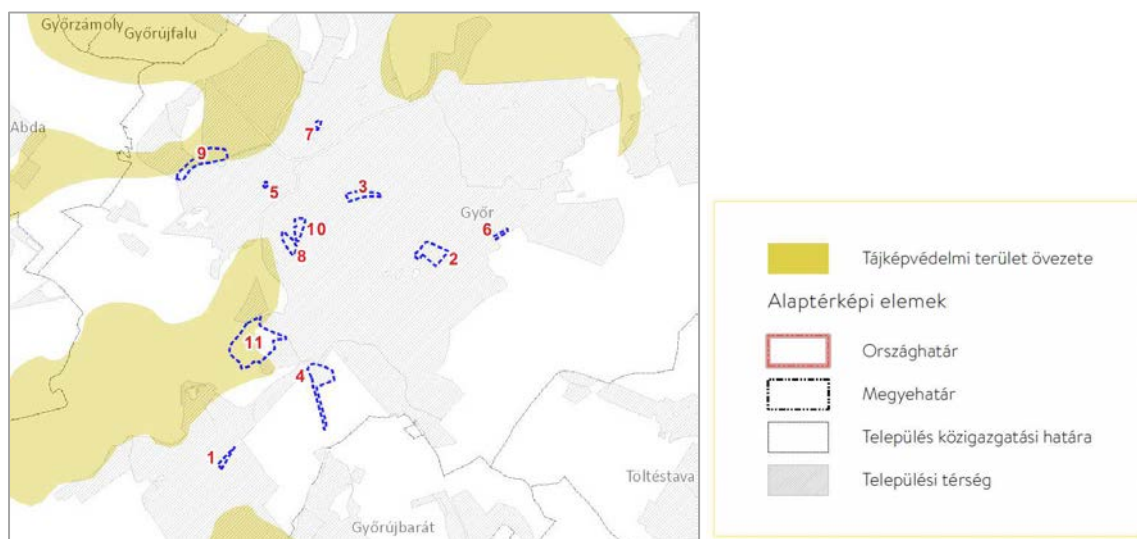 Győrzámoly
Győrújfalu
Abda
7
9
5
3
Győr
10
6
8
2
11
4
1
Toltéstava
Győrújbarát
Tájképvédelmi terület övezete
Alaptérképi elemek
Országhatár
Megyehatár
Település közigazgatási határa
Települési térség